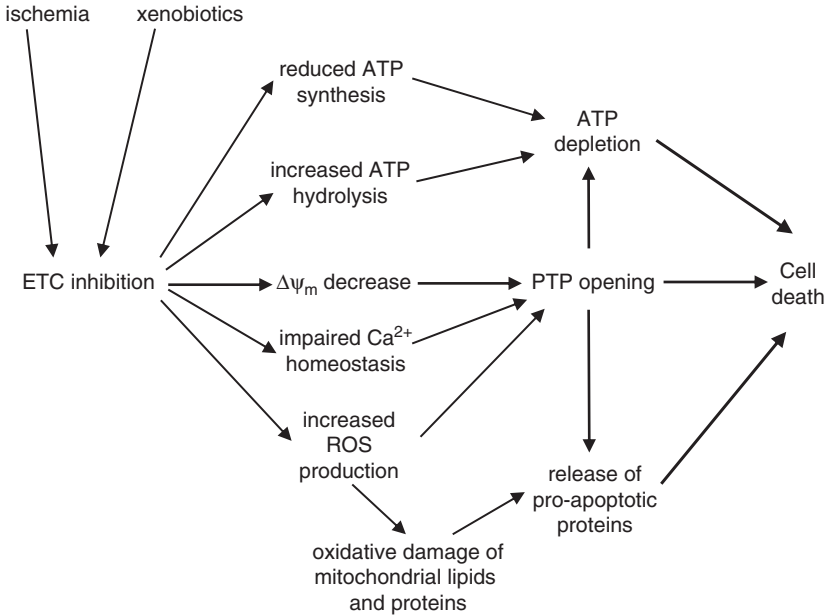 ischemia
xenobiotics
reduced ATP
synthesis
ATP
depletion
increased ATP
hydrolysis
ETC inhibition
Δψm decrease
PTP opening
Cell
death
impaired Ca2+
homeostasis
increased
ROS
production
release of
pro-apoptotic
proteins
oxidative damage of
mitochondrial lipids
and proteins